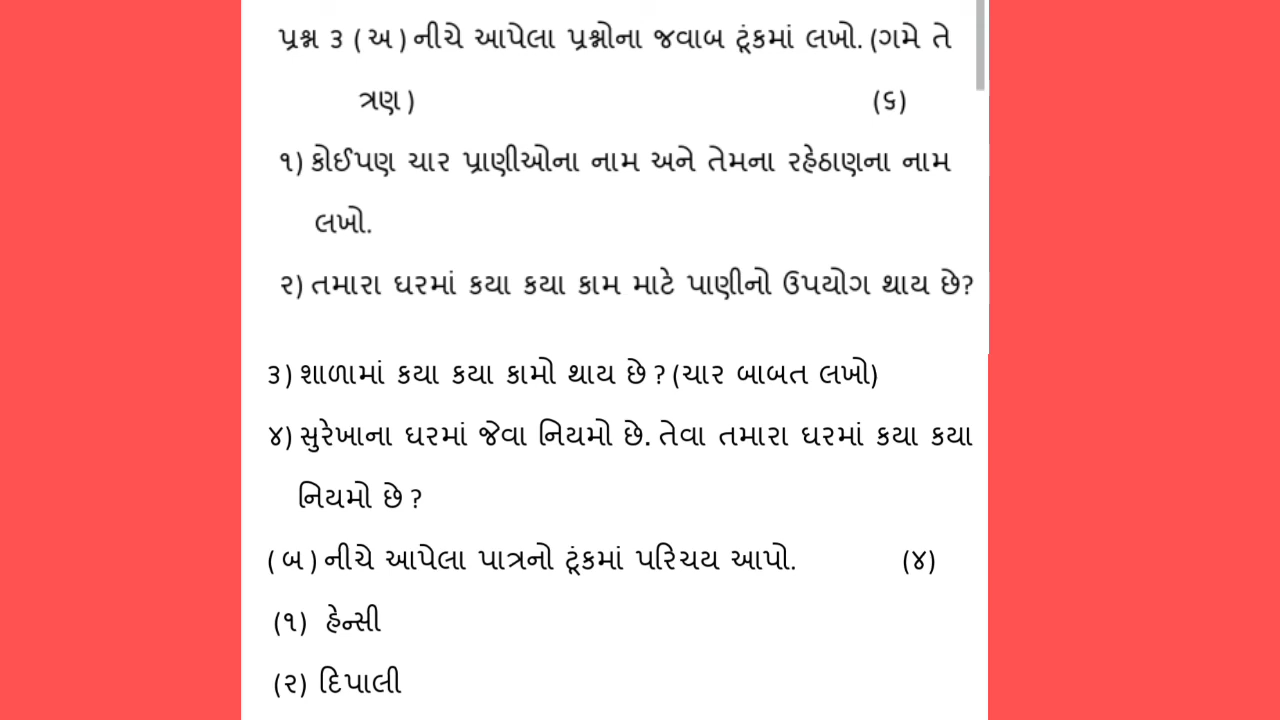 પ્રશ્ન ૩ ( અ ) નીચે આપેલા પ્રશ્નોના જવાબ ટૂંકમાં લખો. (ગમે તે
ત્રણ ) (૬)
૧) કોઈપણ ચાર પ્રાણીઓના નામ અને તેમના રહેઠાણના નામ
લખો.
૨) તમારા ઘરમાં કયા કયા કામ માટે પાણીનો ઉપયોગ થાય છે?
૩) શાળામાં કયા કયા કામો થાય છે ? (ચાર બાબત લખો)
૪) સુરેખાના ઘરમાં જેવા નિયમો છે. તેવા તમારા ઘરમાં કયા કયા
નિયમો છે ?
( બ ) નીચે આપેલા પાત્રનો ટૂંકમાં પરિચય આપો. (૪)
(૧) હેન્સી
(૨) દિપાલી